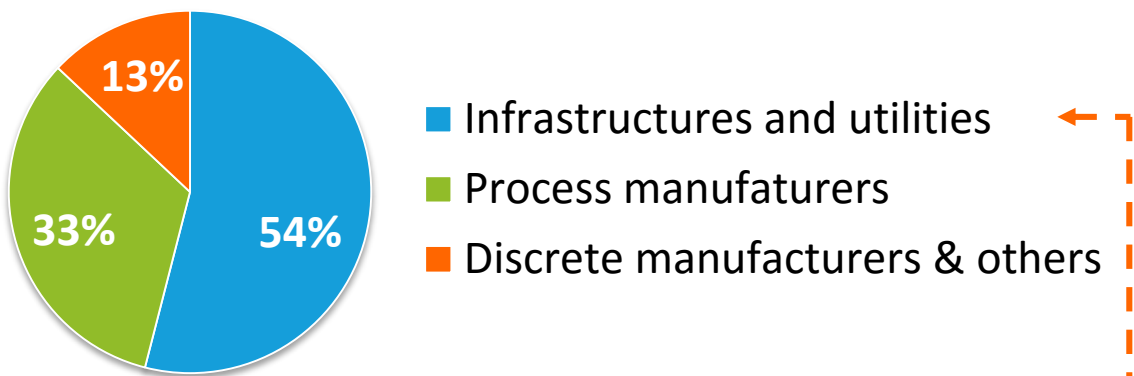 13%
33%
54%
Infrastructures and utilities
Process manufaturers
Discrete manufacturers & others